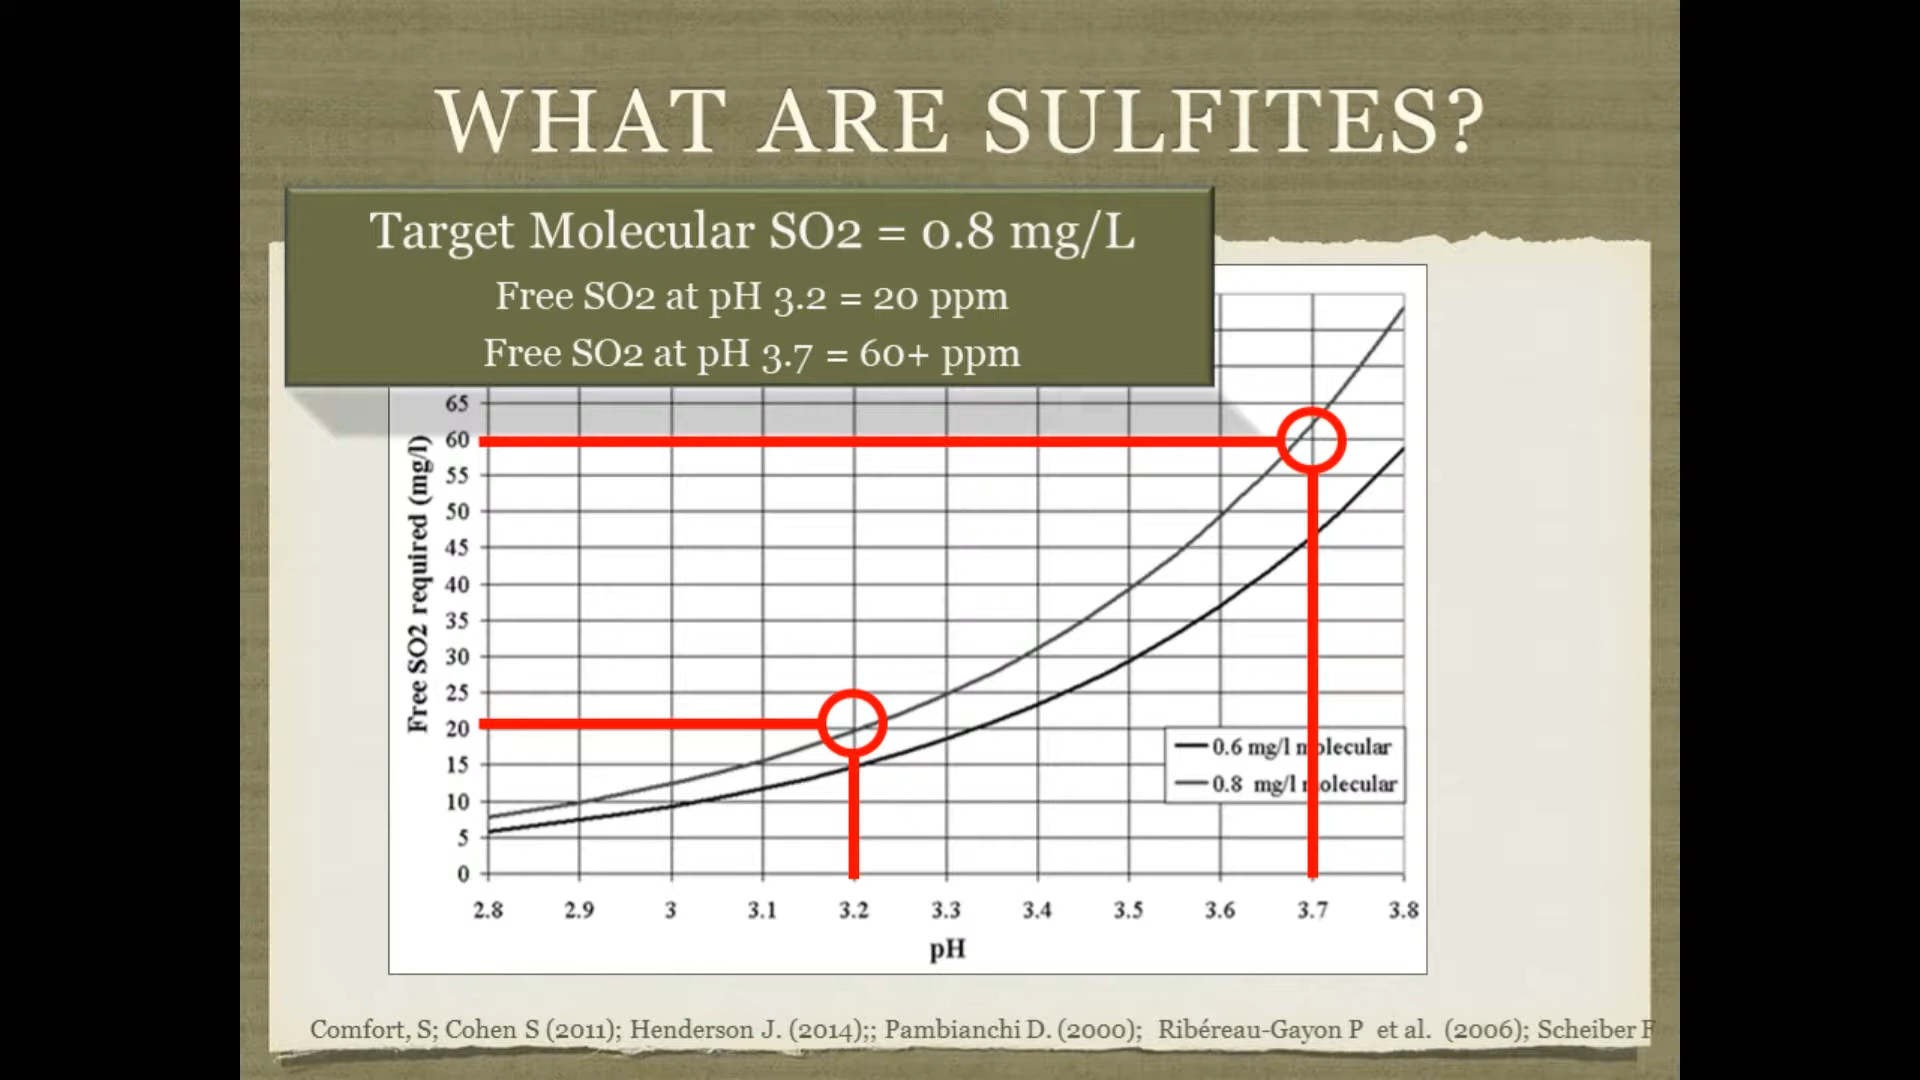 WHAT ARE SULFITES?
Target Molecular SO2 = 0.8 mg/L
Free SO2 at pH 3.2 = 20 ppm
Free SO2 at pH 3.7 = 60+ ppm
Free SO2 required (mg/l)
65
60
55
50
45
40
35
30
25
20
15
10
5
0
0.6 mg/l molecular
0.8 mg/l molecular
2.8 2.9 3 3.1 3.2 3.3 3.4 3.5 3.6 3.7 3.8
pH
Comfort, S; Cohen S (2011); Henderson J. (2014);; Pambianchi D. (2000); Ribéreau-Gayon P et al. (2006); Scheiber F